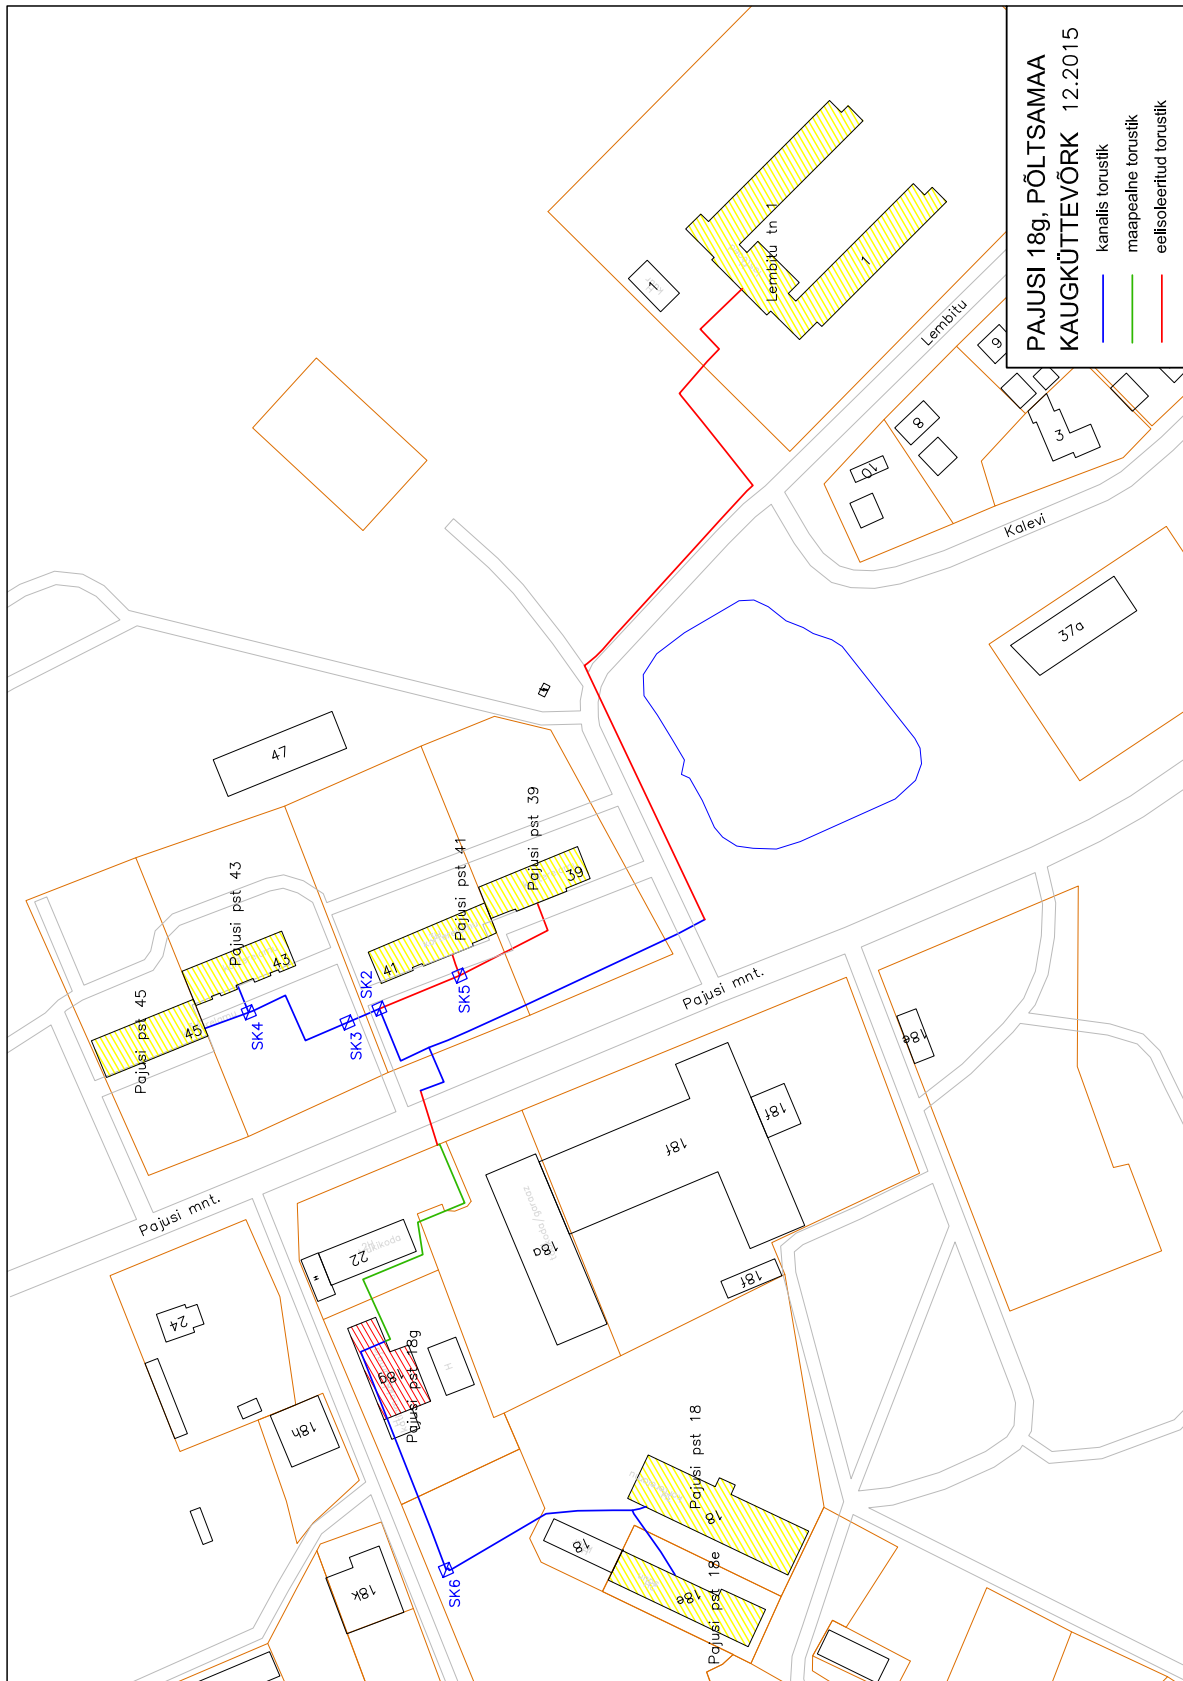 PAJUSI 18g, PÕLTSAMAA
KAUGKÜTTEVÕRK 12.2015
kanalis torustik
maapealne torustik
eelisoleeritud torustik
Lembitu tn 1
1
1
Lembitu
9
8
10
3
Kalevi
37a
47
Pajusi pst 39
39
Pajusi pst 41
41
Pajusi pst 43
43
Pajusi pst 45
45
SK2
SK3
SK4
SK5
Pajusi mnt.
Pajusi mnt.
18e
18f
18f
18f
18a
22
H
24
18g
Pajusi pst 18g
H
18h
18k
SK6
Pajusi pst 18
18
18
18e
Pajusi pst 18e